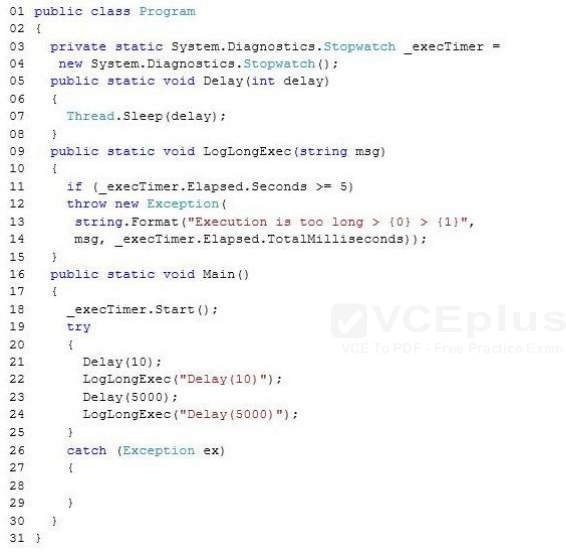 01 public class Program
02 {
03 private static System.Diagnostics.Stopwatch _execTimer =
04 new System.Diagnostics.Stopwatch();
05 public static void Delay(int delay)
06 {
07 Thread.Sleep(delay);
08 }
09 public static void LogLongExec(string msg)
10 {
11 if (_execTimer.Elapsed.Seconds >= 5)
12 throw new Exception(
13 string.Format("Execution is too long > {0} > {1}",
14 msg, _execTimer.Elapsed.TotalMilliseconds));
15 }
16 public static void Main()
17 {
18 _execTimer.Start();
19 try
20 {
21 Delay(10);
22 LogLongExec("Delay(10)");
23 Delay(5000);
24 LogLongExec("Delay(5000)");
25 }
26 catch (Exception ex)
27 {
28
29 }
30 }
31 }
VCEplus
VCE To PDF - Free Practice Exam